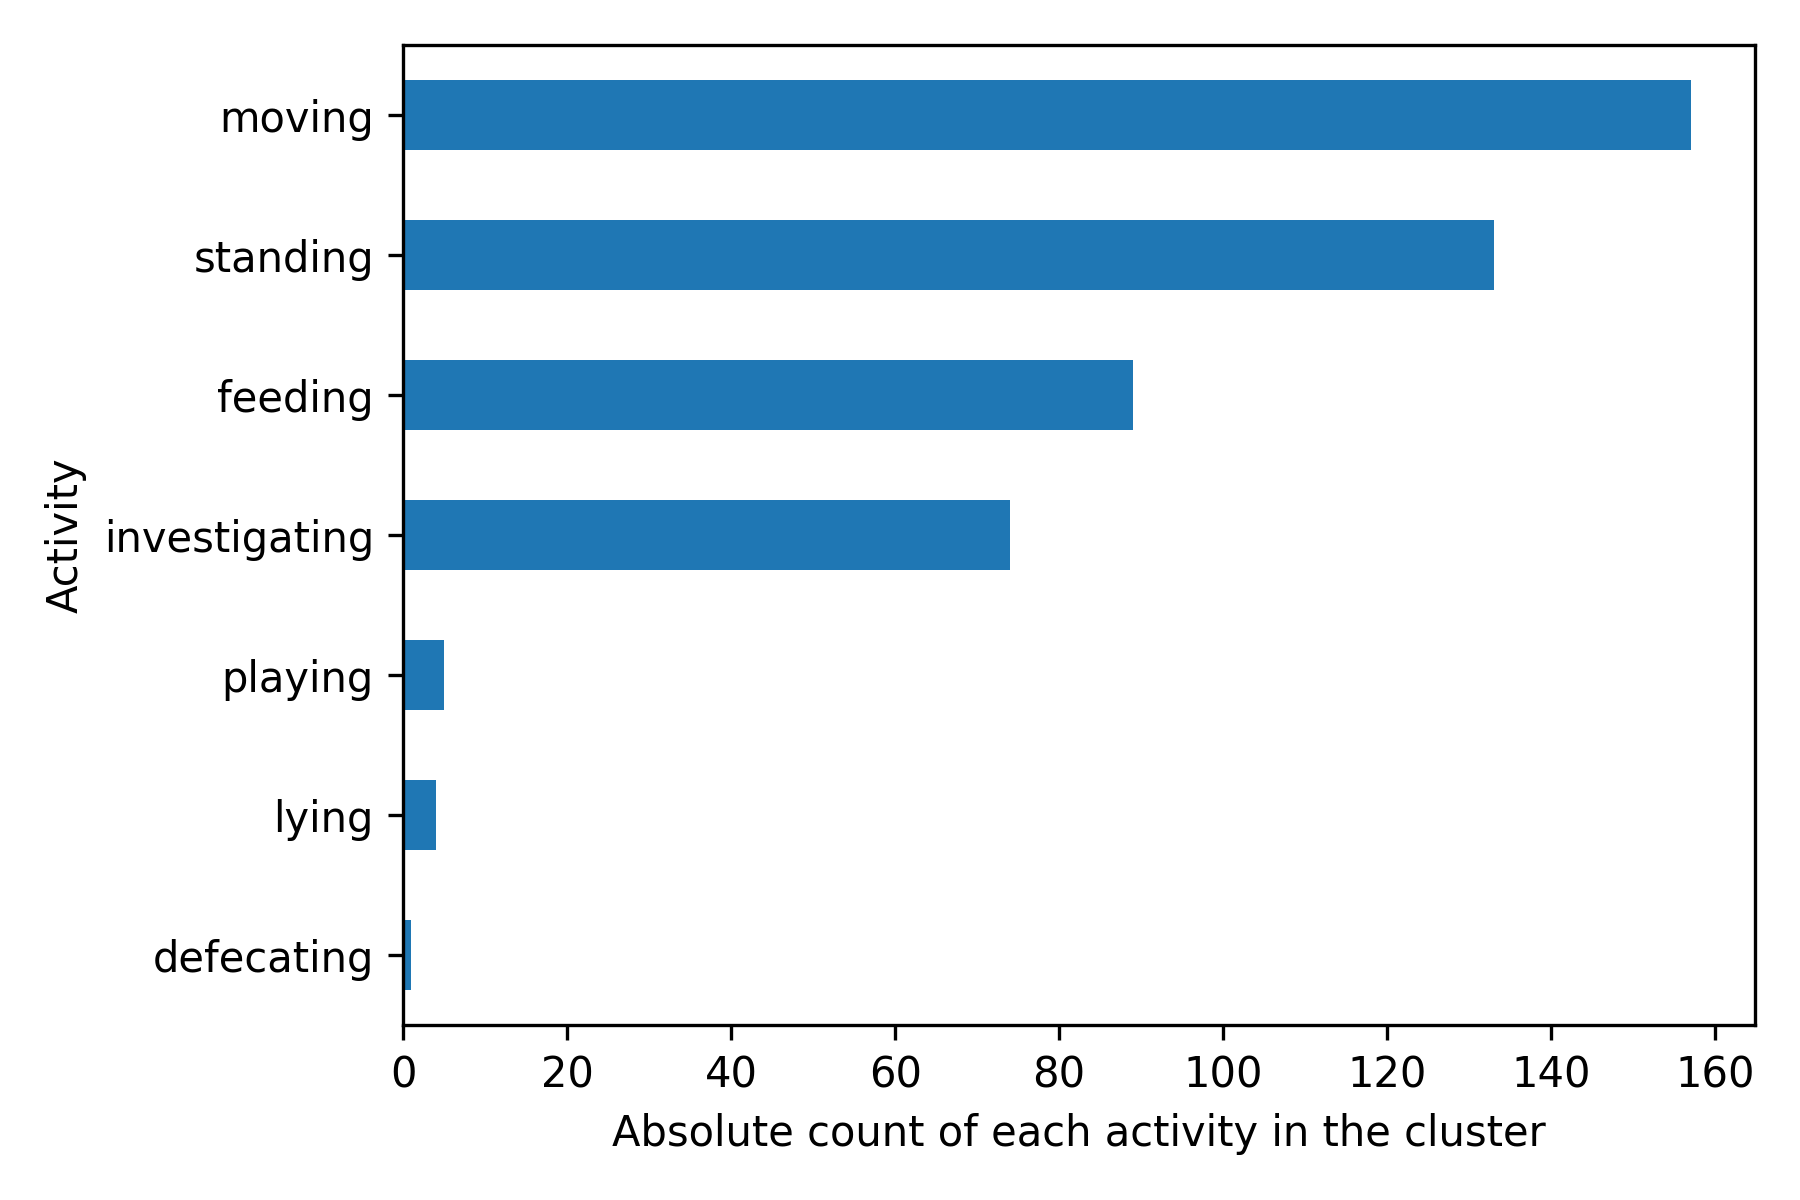 moving
standing
feeding
investigating
playing
lying
defecating
Activity
0 20 40 60 80 100 120 140 160
Absolute count of each activity in the cluster